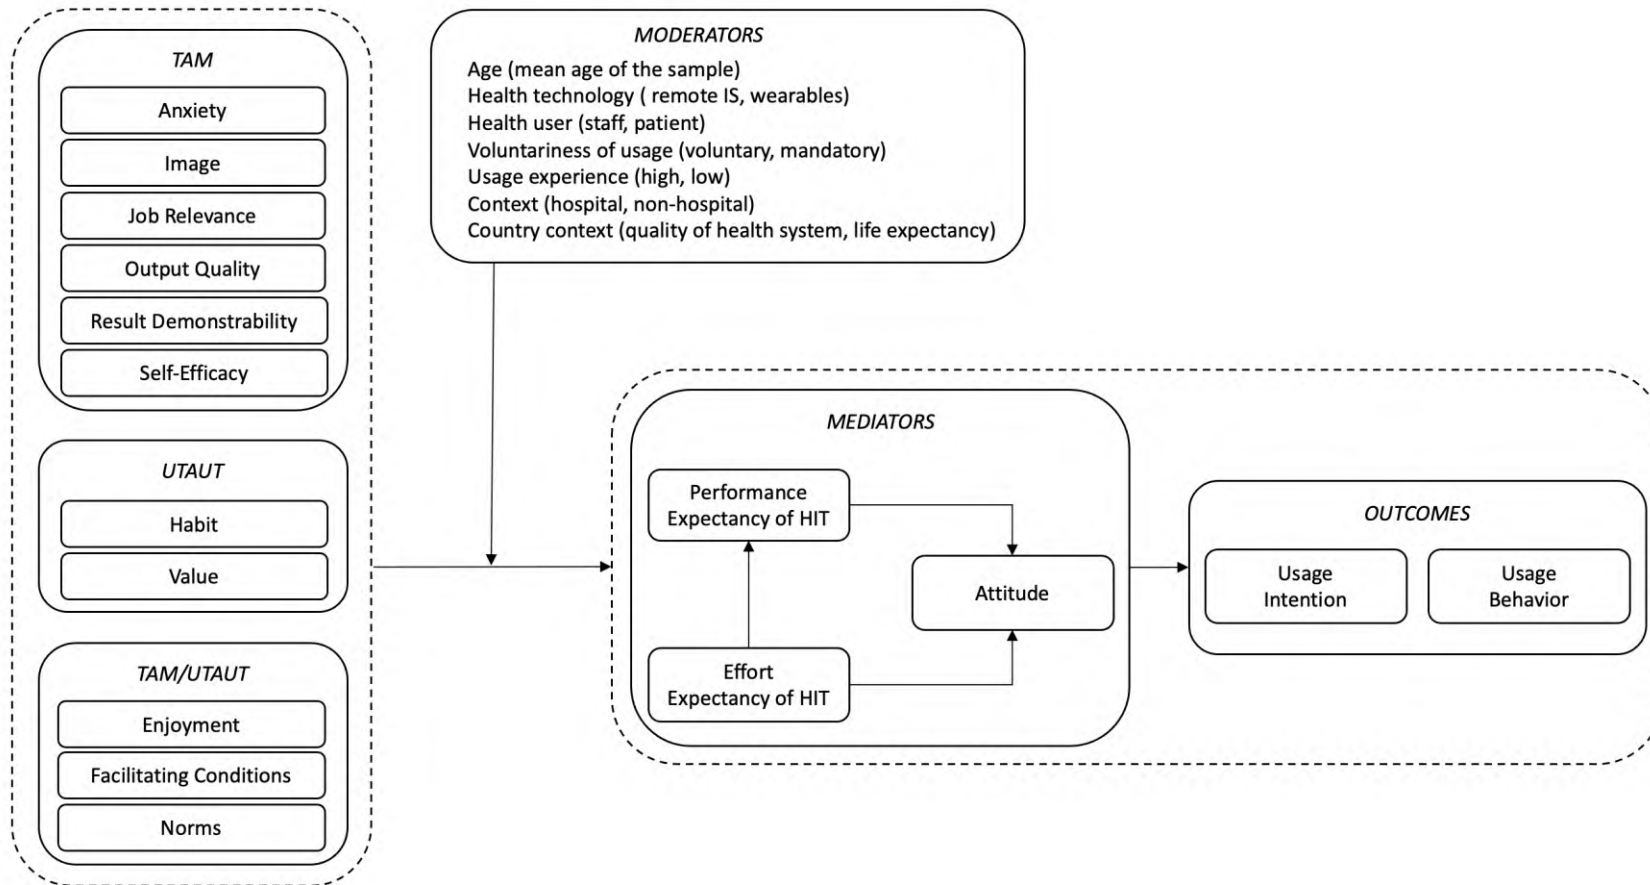 TAM
Anxiety
Image
Job Relevance
Output Quality
Result Demonstrability
Self-Efficacy
UTAUT
Habit
Value
TAM/UTAUT
Enjoyment
Facilitating Conditions
Norms
MODERATORS
Age (mean age of the sample)
Health technology ( remote IS, wearables)
Health user (staff, patient)
Voluntariness of usage (voluntary, mandatory)
Usage experience (high, low)
Context (hospital, non-hospital)
Country context (quality of health system, life expectancy)
MEDIATORS
Performance
Expectancy of HIT
Attitude
Effort
Expectancy of HIT
OUTCOMES
Usage
Intention
Usage
Behavior